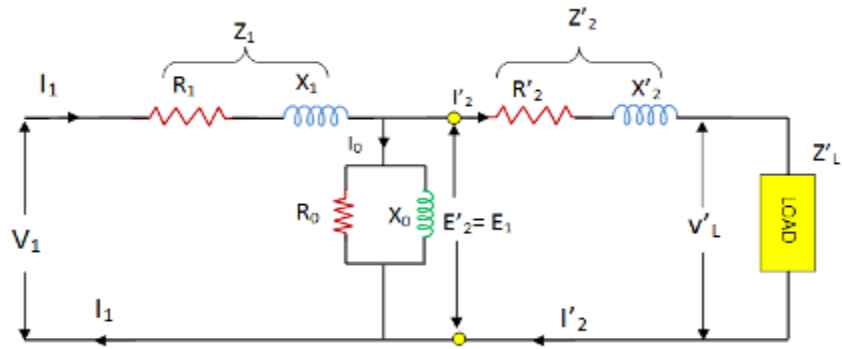 Z₁
Z'₂
I₁
R₁
X₁
I'₂
R'₂
X'₂
I₀
Z'L
R₀
X₀
E'₂= E₁
V₁
v'L
LOAD
I₁
I'₂